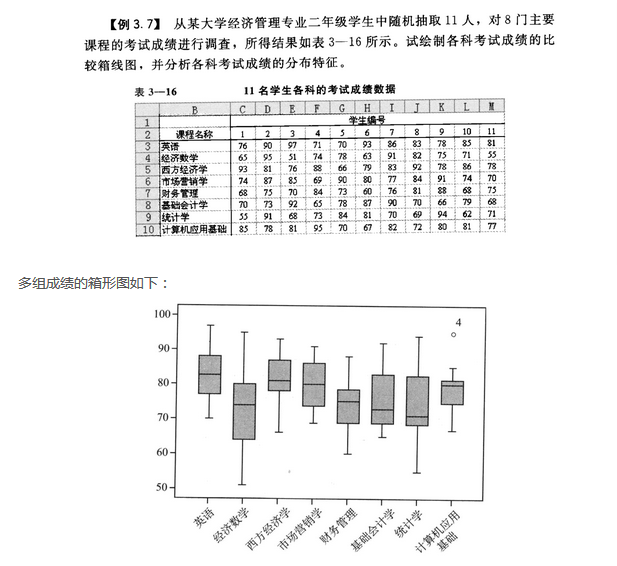 【例 3.7】 从某大学经济管理专业二年级学生中随机抽取 11 人，对 8 门主要
课程的考试成绩进行调查，所得结果如表 3—16 所示。试绘制各科考试成绩的比
较箱线图，并分析各科考试成绩的分布特征。
表 3—16 11 名学生各科的考试成绩数据
B C D E F G H I J K L M
1 学生编号
2 课程名称 1 2 3 4 5 6 7 8 9 10 11
3 英语 76 90 97 71 70 93 86 83 78 85 81
4 经济数学 65 95 51 74 78 63 91 82 75 71 55
5 西方经济学 93 81 76 88 66 79 83 92 78 86 78
6 市场营销学 74 87 85 69 90 80 77 84 91 74 70
7 财务管理 68 75 70 84 73 60 76 81 88 68 75
8 基础会计学 70 73 92 65 78 87 90 70 66 79 68
9 统计学 55 91 68 73 84 81 70 69 94 62 71
10 计算机应用基础 85 78 81 95 70 67 82 72 80 81 77
多组成绩的箱形图如下：
100
90
80
70
60
50
4
英语
经济数学
西方经济学
市场营销学
财务管理
基础会计学
统计学
计算机应用
基础